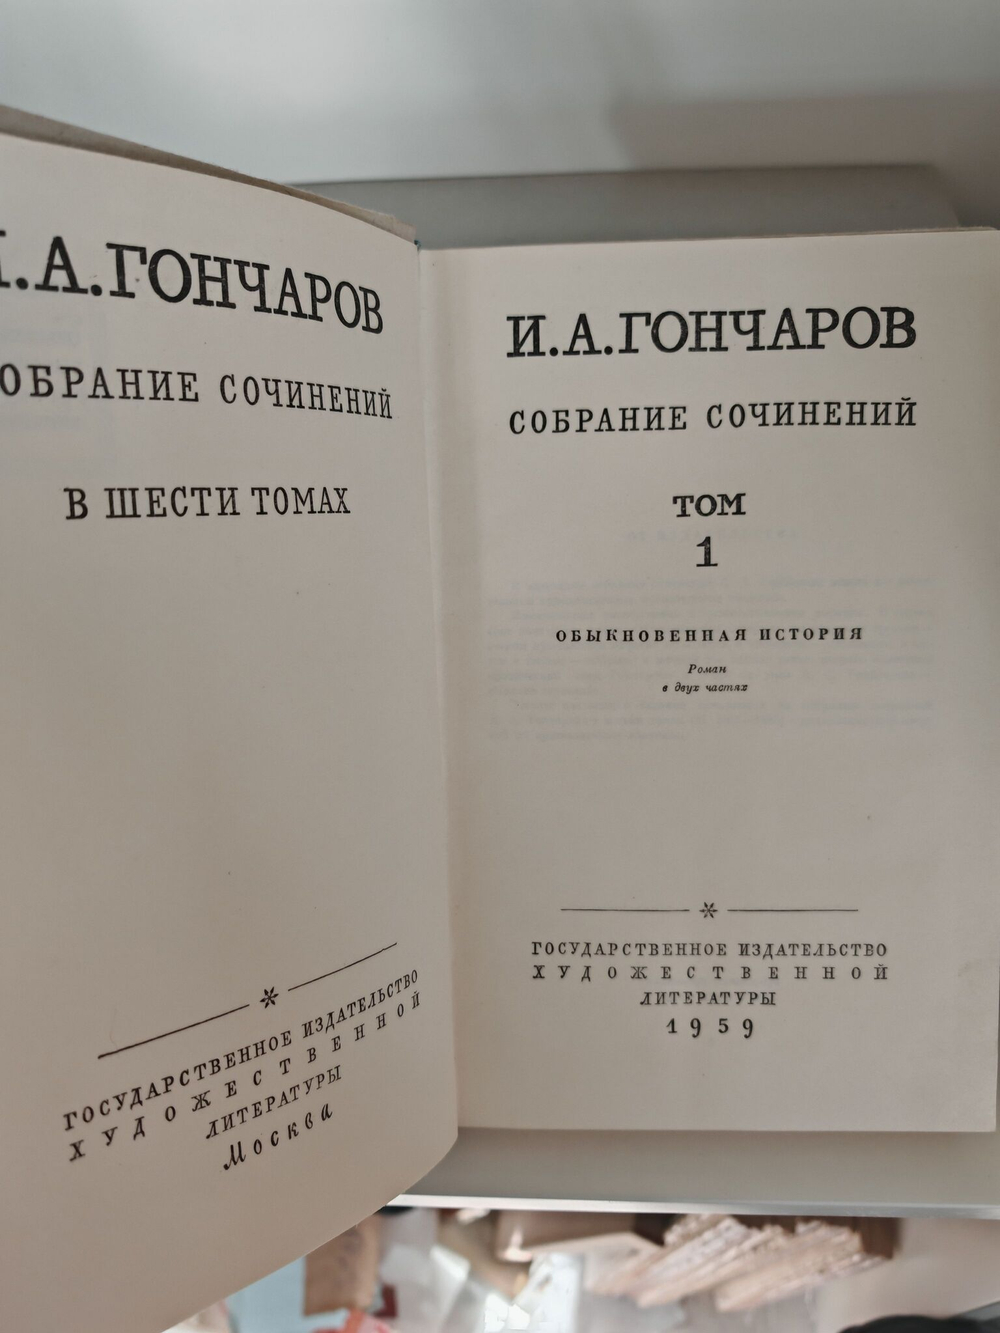 А.ГОНЧАРОВ
ОБРАНИЕ СОЧИНЕНИЙ
В ШЕСТИ ТОМАХ
ГОСУДАРСТВЕННОЕ ИЗДАТЕЛЬСТВО
ХУДОЖЕСТВЕННОЙ
ЛИТЕРАТУРЫ
Москва
И.А.ГОНЧАРОВ
СОБРАНИЕ СОЧИНЕНИЙ
ТОМ
1
ОБЫКНОВЕННАЯ ИСТОРИЯ
Роман
в двух частях
ГОСУДАРСТВЕННОЕ ИЗДАТЕЛЬСТВО
ХУДОЖЕСТВЕННОЙ
ЛИТЕРАТУРЫ
1959